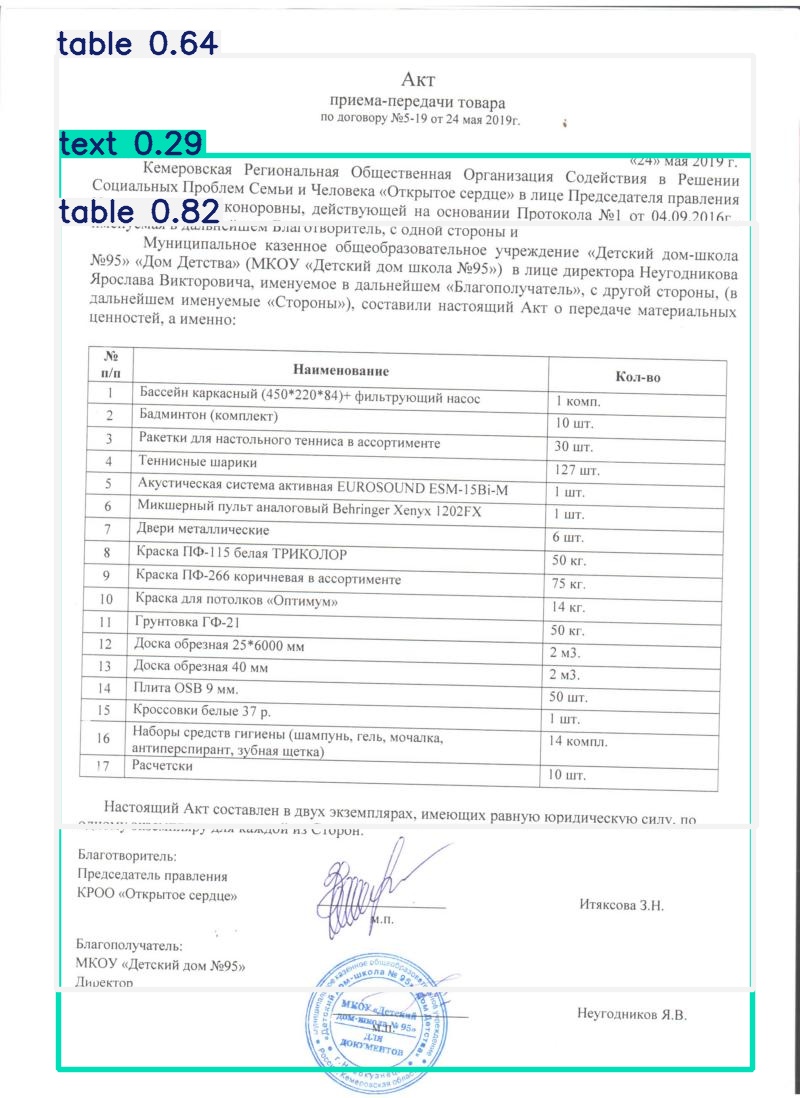 table 0.64
Акт
приема-передачи товара
по договору №5-19 от 24 мая 2019г.
text 0.29
«24» мая 2019 г.
Кемеровская Региональная Общественная Организация Содействия в Решении
Социальных Проблем Семьи и Человека «Открытое сердце» в лице Председателя правления
table 0.82
коноровны, действующей на основании Протокола №1 от 04.09.2016г.,
именуемая в дальнейшем Благотворитель, с одной стороны и
Муниципальное казенное общеобразовательное учреждение «Детский дом-школа
№95» «Дом Детства» (МКОУ «Детский дом школа №95») в лице директора Неугодникова
Ярослава Викторовича, именуемое в дальнейшем «Благополучатель», с другой стороны, (в
дальнейшем именуемые «Стороны»), составили настоящий Акт о передаче материальных
ценностей, а именно:
№ п/п Наименование Кол-во
1 Бассейн каркасный (450*220*84)+ фильтрующий насос 1 комп.
2 Бадминтон (комплект) 10 шт.
3 Ракетки для настольного тенниса в ассортименте 30 шт.
4 Теннисные шарики 127 шт.
5 Акустическая система активная EUROSOUND ESM-15Bi-M 1 шт.
6 Микшерный пульт аналоговый Behringer Xenyx 1202FX 1 шт.
7 Двери металлические 6 шт.
8 Краска ПФ-115 белая ТРИКОЛОР 50 кг.
9 Краска ПФ-266 коричневая в ассортименте 75 кг.
10 Краска для потолков «Оптимум» 14 кг.
11 Грунтовка ГФ-21 50 кг.
12 Доска обрезная 25*6000 мм 2 м3.
13 Доска обрезная 40 мм 2 м3.
14 Плита OSB 9 мм. 50 шт.
15 Кроссовки белые 37 р. 1 шт.
16 Наборы средств гигиены (шампунь, гель, мочалка, 14 компл.
антиперспирант, зубная щетка)
17 Расчетски 10 шт.
Настоящий Акт составлен в двух экземплярах, имеющих равную юридическую силу, по
одному экземпляру для каждой из Сторон.
Благотворитель:
Председатель правления
КРОО «Открытое сердце»
Итяксова З.Н.
м.п.
Благополучатель:
МКОУ «Детский дом №95»
Директор
Неугодников Я.В.
М.П.
МКОУ «Детский
дом-школа № 95»
ДЛЯ
ДОКУМЕНТОВ